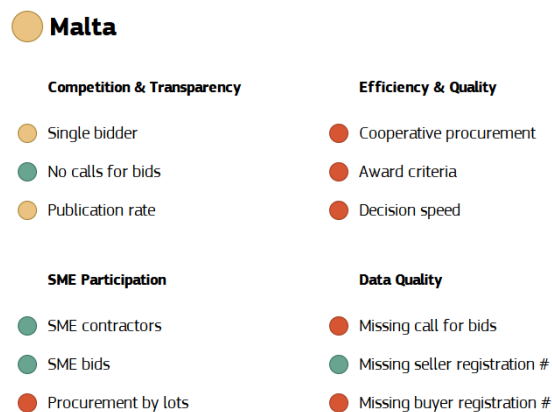 Malta
Competition & Transparency
Single bidder
No calls for bids
Publication rate
Efficiency & Quality
Cooperative procurement
Award criteria
Decision speed
SME Participation
SME contractors
SME bids
Procurement by lots
Data Quality
Missing call for bids
Missing seller registration #
Missing buyer registration #